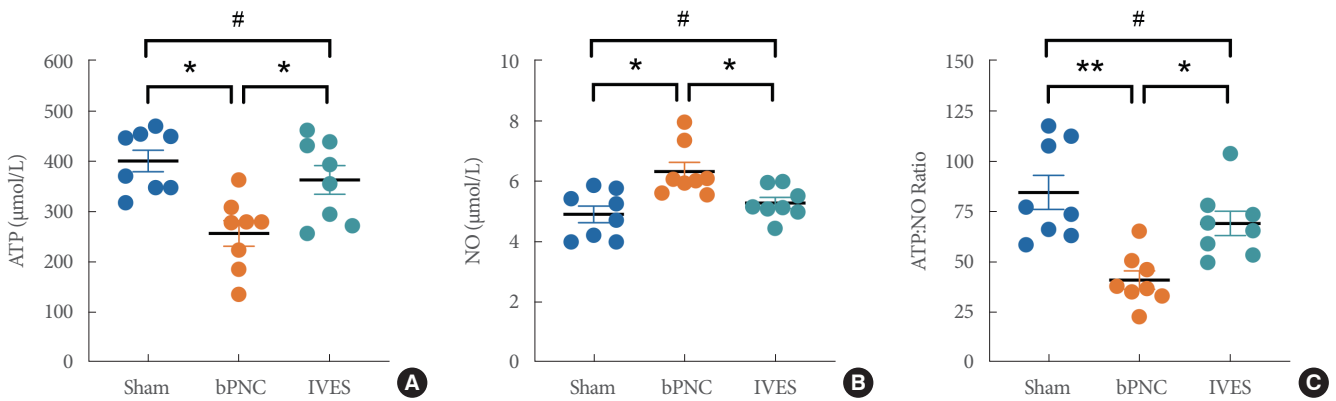 #
* *
600
500
400
300
200
100
0
ATP (μmol/L)
Sham bPNC IVES
A
#
* *
10
8
6
4
2
0
NO (μmol/L)
Sham bPNC IVES
B
#
** *
150
125
100
75
50
25
0
ATP:NO Ratio
Sham bPNC IVES
C